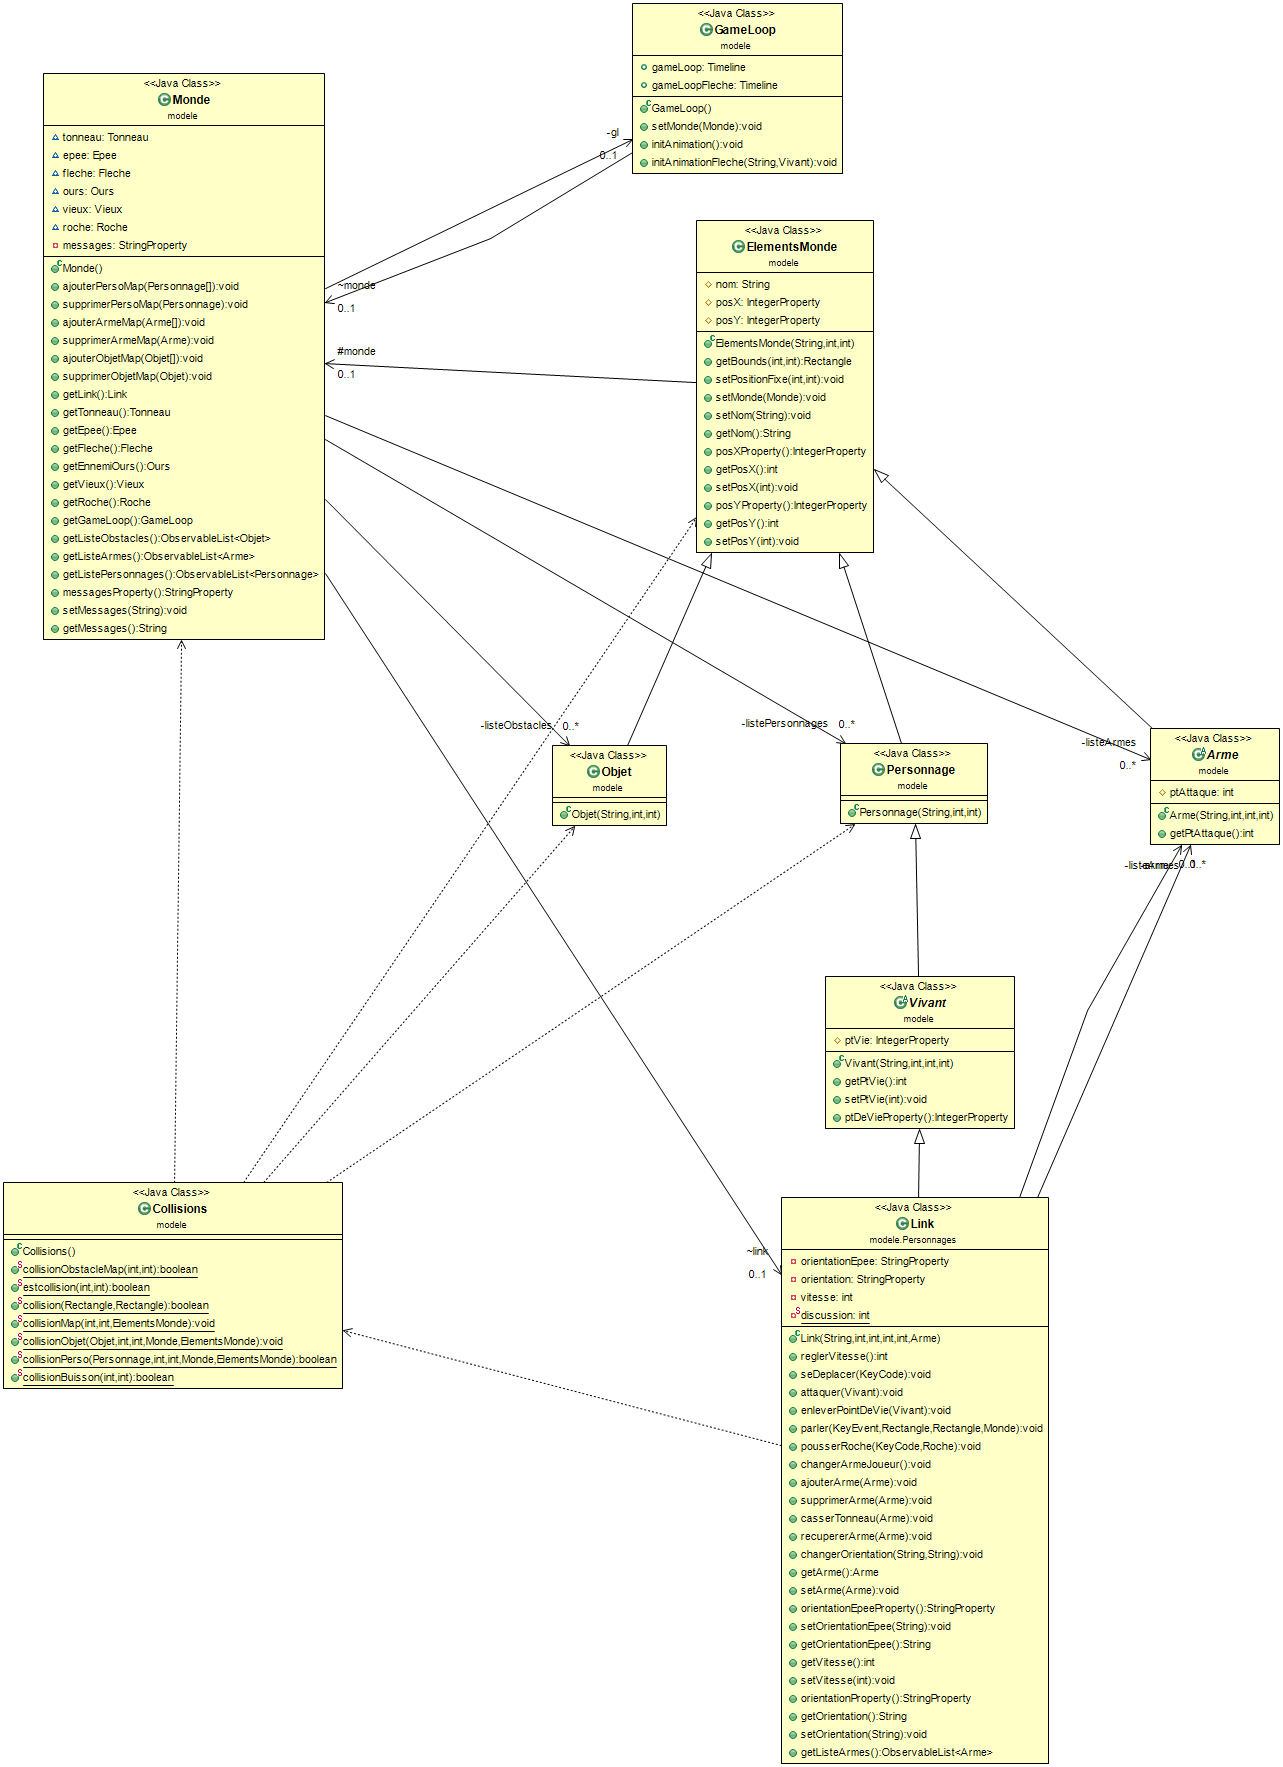 <<Java Class>>
GameLoop
modele
gameLoop: Timeline
gameLoopFleche: Timeline
GameLoop()
setMonde(Monde):void
initAnimation():void
initAnimationFleche(String,Vivant):void
<<Java Class>>
Monde
modele
tonneau: Tonneau
epee: Epee
fleche: Fleche
ours: Ours
vieux: Vieux
roche: Roche
messages: StringProperty
Monde()
ajouterPersoMap(Personnage[]):void
supprimerPersoMap(Personnage):void
ajouterArmeMap(Arme[]):void
supprimerArmeMap(Arme):void
ajouterObjetMap(Objet[]):void
supprimerObjetMap(Objet):void
getLink():Link
getTonneau():Tonneau
getEpee():Epee
getFleche():Fleche
getEnnemiOurs():Ours
getVieux():Vieux
getRoche():Roche
getGameLoop():GameLoop
getListeObstacles():ObservableList<Objet>
getListeArmes():ObservableList<Arme>
getListePersonnages():ObservableList<Personnage>
messagesProperty():StringProperty
setMessages(String):void
getMessages():String
-gl
0..1
~monde
0..1
#monde
0..1
<<Java Class>>
ElementsMonde
modele
nom: String
posX: IntegerProperty
posY: IntegerProperty
ElementsMonde(String,int,int)
getBounds(int,int):Rectangle
setPositionFixe(int,int):void
setMonde(Monde):void
setNom(String):void
getNom():String
posXProperty():IntegerProperty
getPosX():int
setPosX(int):void
posYProperty():IntegerProperty
getPosY():int
setPosY(int):void
-listeObstacles
0..*
-listePersonnages
0..*
-listeArmes
0..*
<<Java Class>>
Objet
modele
Objet(String,int,int)
<<Java Class>>
Personnage
modele
Personnage(String,int,int)
<<Java Class>>
Arme
modele
ptAttaque: int
Arme(String,int,int,int)
getPtAttaque():int
-listeArmes
0..*
<<Java Class>>
Vivant
modele
ptVie: IntegerProperty
Vivant(String,int,int,int)
getPtVie():int
setPtVie(int):void
ptDeVieProperty():IntegerProperty
<<Java Class>>
Collisions
modele
Collisions()
collisionObstacleMap(int,int):boolean
estcollision(int,int):boolean
collision(Rectangle,Rectangle):boolean
collisionMap(int,int,ElementsMonde):void
collisionObjet(Objet,int,int,Monde,ElementsMonde):void
collisionPerso(Personnage,int,int,Monde,ElementsMonde):boolean
collisionBuisson(int,int):boolean
~link
0..1
<<Java Class>>
Link
modele.Personnages
orientationEpee: StringProperty
orientation: StringProperty
vitesse: int
discussion: int
Link(String,int,int,int,int,Arme)
reglerVitesse():int
seDeplacer(KeyCode):void
attaquer(Vivant):void
enleverPointDeVie(Vivant):void
parler(KeyEvent,Rectangle,Rectangle,Monde):void
pousserRoche(KeyCode,Roche):void
changerArmeJoueur():void
ajouterArme(Arme):void
supprimerArme(Arme):void
casserTonneau(Arme):void
recupererArme(Arme):void
changerOrientation(String,String):void
getArme():Arme
setArme(Arme):void
orientationEpeeProperty():StringProperty
setOrientationEpee(String):void
getOrientationEpee():String
getVitesse():int
setVitesse(int):void
orientationProperty():StringProperty
getOrientation():String
setOrientation(String):void
getListeArmes():ObservableList<Arme>